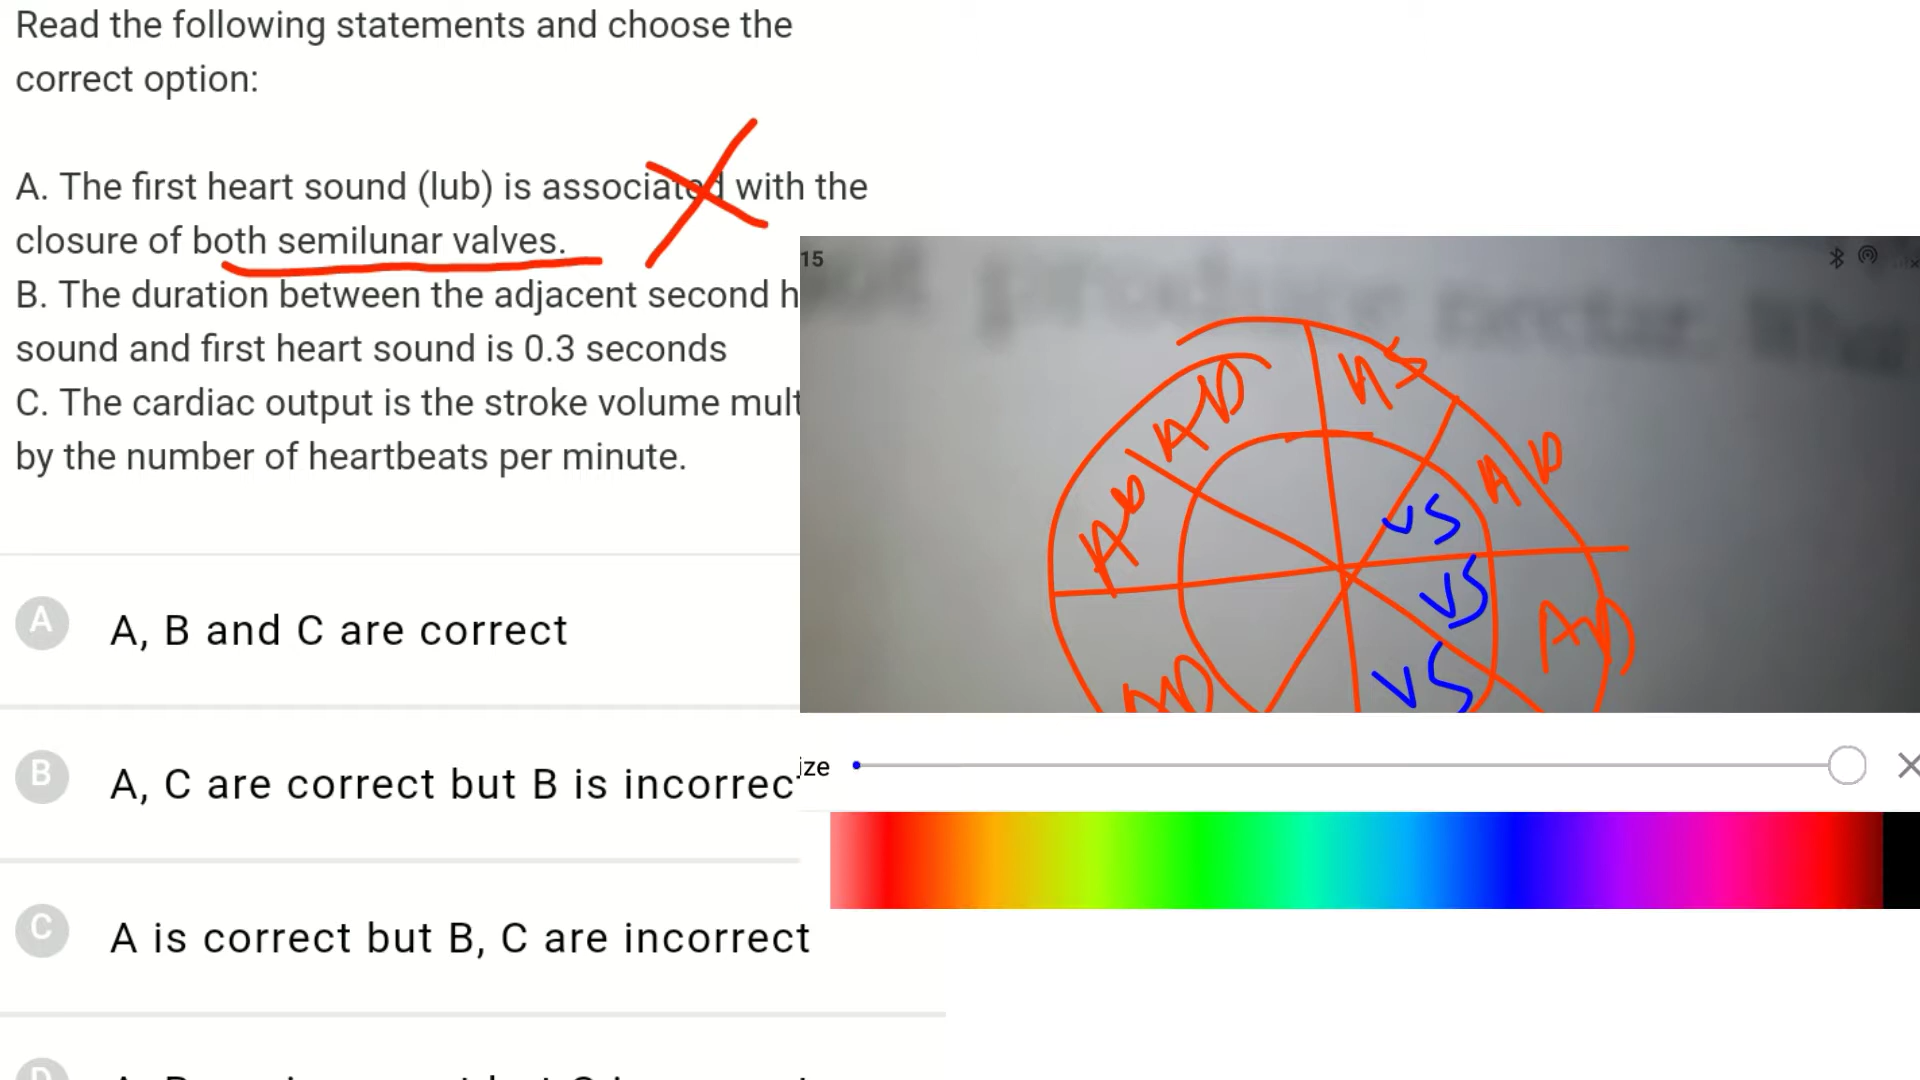 Read the following statements and choose the
correct option:
A. The first heart sound (lub) is associated with the
closure of both semilunar valves.
B. The duration between the adjacent second h
sound and first heart sound is 0.3 seconds
C. The cardiac output is the stroke volume mult
by the number of heartbeats per minute.
A
A, B and C are correct
B
A, C are correct but B is incorrec
C
A is correct but B, C are incorrect
15
AS
AD
AD
AD
VS
VS
VS
AD
AD
ize